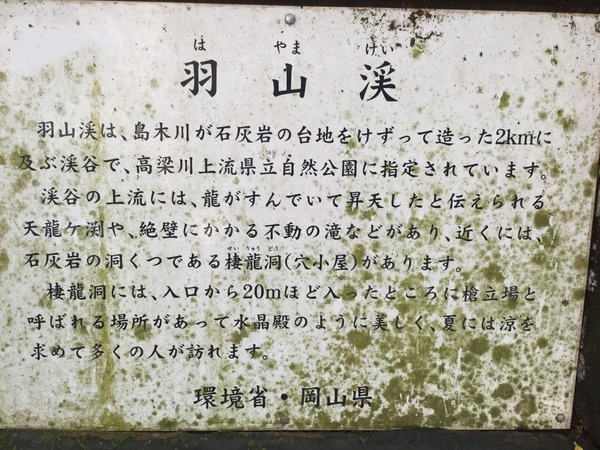 は やま けい
羽山渓
羽山渓は、島木川が石灰岩の台地をけずって造った2kmに
及ぶ渓谷で、高梁川上流県立自然公園に指定されています。
渓谷の上流には、龍がすんでいて昇天したと伝えられる
天龍ケ渕や、絶壁にかかる不動の滝などがあり、近くには、
せい りゅう どう
石灰岩の洞くつである棲龍洞(穴小屋)があります。
棲龍洞には、入口から20mほど入ったところに槍立場と
呼ばれる場所があって水晶殿のように美しく、夏には涼を
求めて多くの人が訪れます。
環境省・岡山県